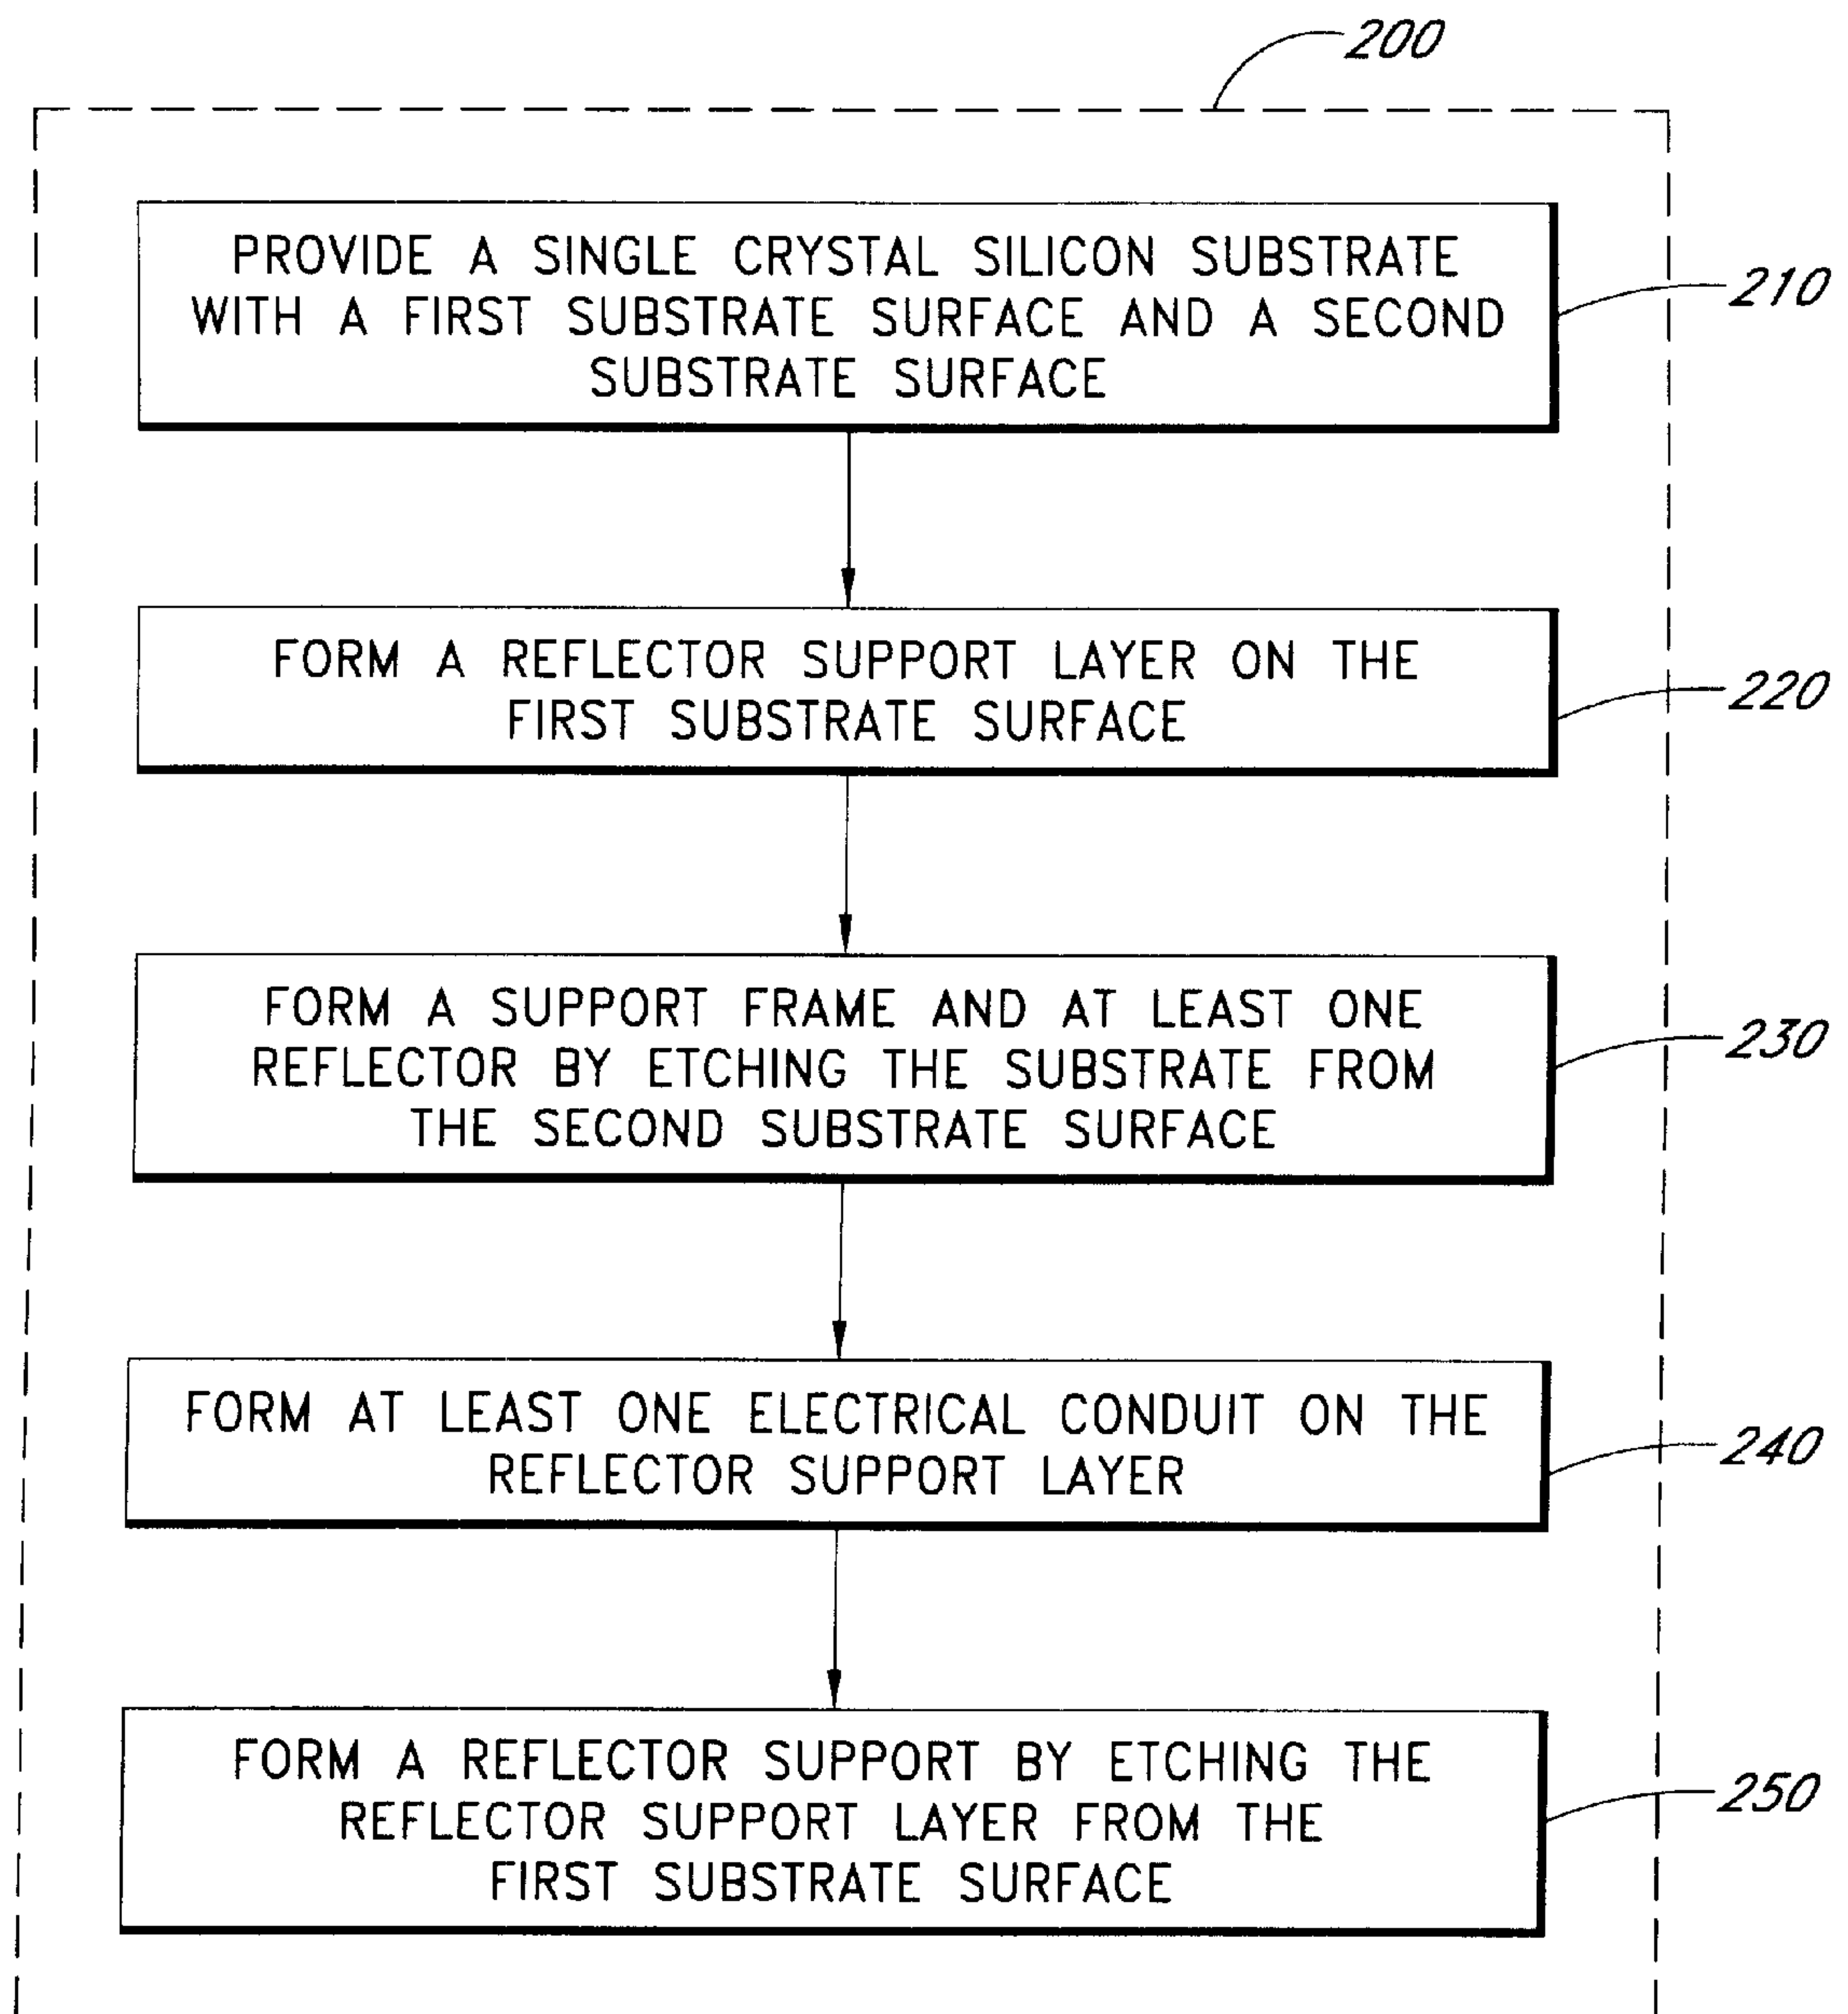 200
PROVIDE A SINGLE CRYSTAL SILICON SUBSTRATE
WITH A FIRST SUBSTRATE SURFACE AND A SECOND
SUBSTRATE SURFACE
210
FORM A REFLECTOR SUPPORT LAYER ON THE
FIRST SUBSTRATE SURFACE
220
FORM A SUPPORT FRAME AND AT LEAST ONE
REFLECTOR BY ETCHING THE SUBSTRATE FROM
THE SECOND SUBSTRATE SURFACE
230
FORM AT LEAST ONE ELECTRICAL CONDUIT ON THE
REFLECTOR SUPPORT LAYER
240
FORM A REFLECTOR SUPPORT BY ETCHING THE
REFLECTOR SUPPORT LAYER FROM THE
FIRST SUBSTRATE SURFACE
250